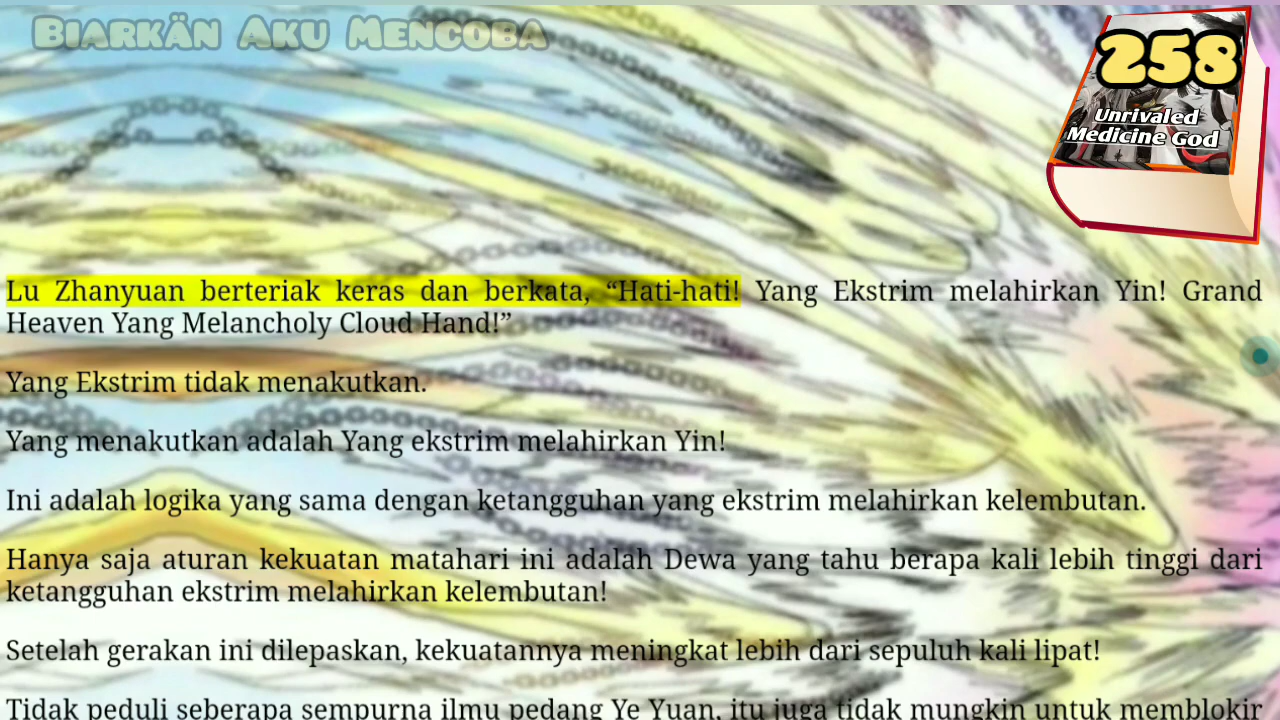 Biarkän Aku Mencoba
258
Unrivaled
Medicine God
Lu Zhanyuan berteriak keras dan berkata, “Hati-hati! Yang Ekstrim melahirkan Yin! Grand
Heaven Yang Melancholy Cloud Hand!”
Yang Ekstrim tidak menakutkan.
Yang menakutkan adalah Yang ekstrim melahirkan Yin!
Ini adalah logika yang sama dengan ketangguhan yang ekstrim melahirkan kelembutan.
Hanya saja aturan kekuatan matahari ini adalah Dewa yang tahu berapa kali lebih tinggi dari
ketangguhan ekstrim melahirkan kelembutan!
Setelah gerakan ini dilepaskan, kekuatannya meningkat lebih dari sepuluh kali lipat!
Tidak peduli seberapa sempurna ilmu pedang Ye Yuan, itu juga tidak mungkin untuk memblokir